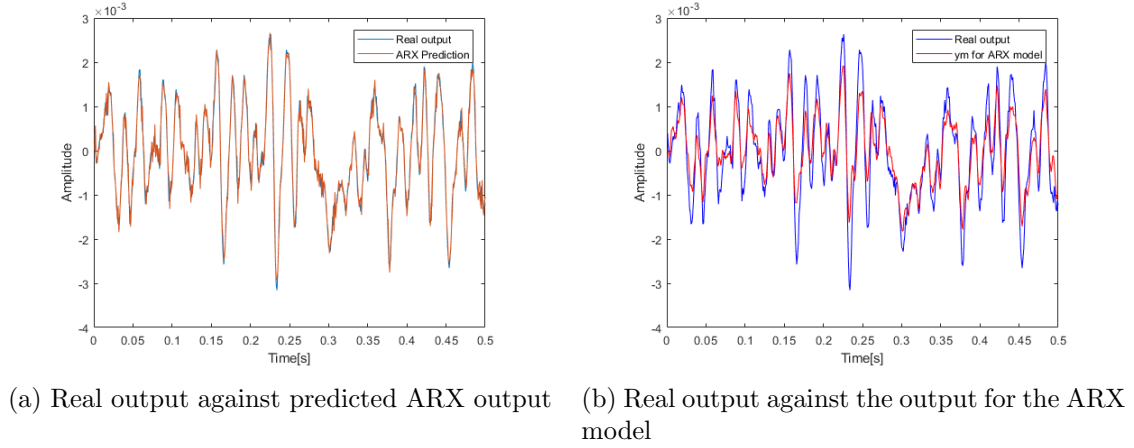 ×10⁻³
3
2
1
0
-1
-2
-3
-4
Amplitude
Real output
ARX Prediction
0 0.05 0.1 0.15 0.2 0.25 0.3 0.35 0.4 0.45 0.5
Time[s]
(a) Real output against predicted ARX output
×10⁻³
3
2
1
0
-1
-2
-3
-4
Amplitude
Real output
ym for ARX model
0 0.05 0.1 0.15 0.2 0.25 0.3 0.35 0.4 0.45 0.5
Time[s]
(b) Real output against the output for the ARX
model